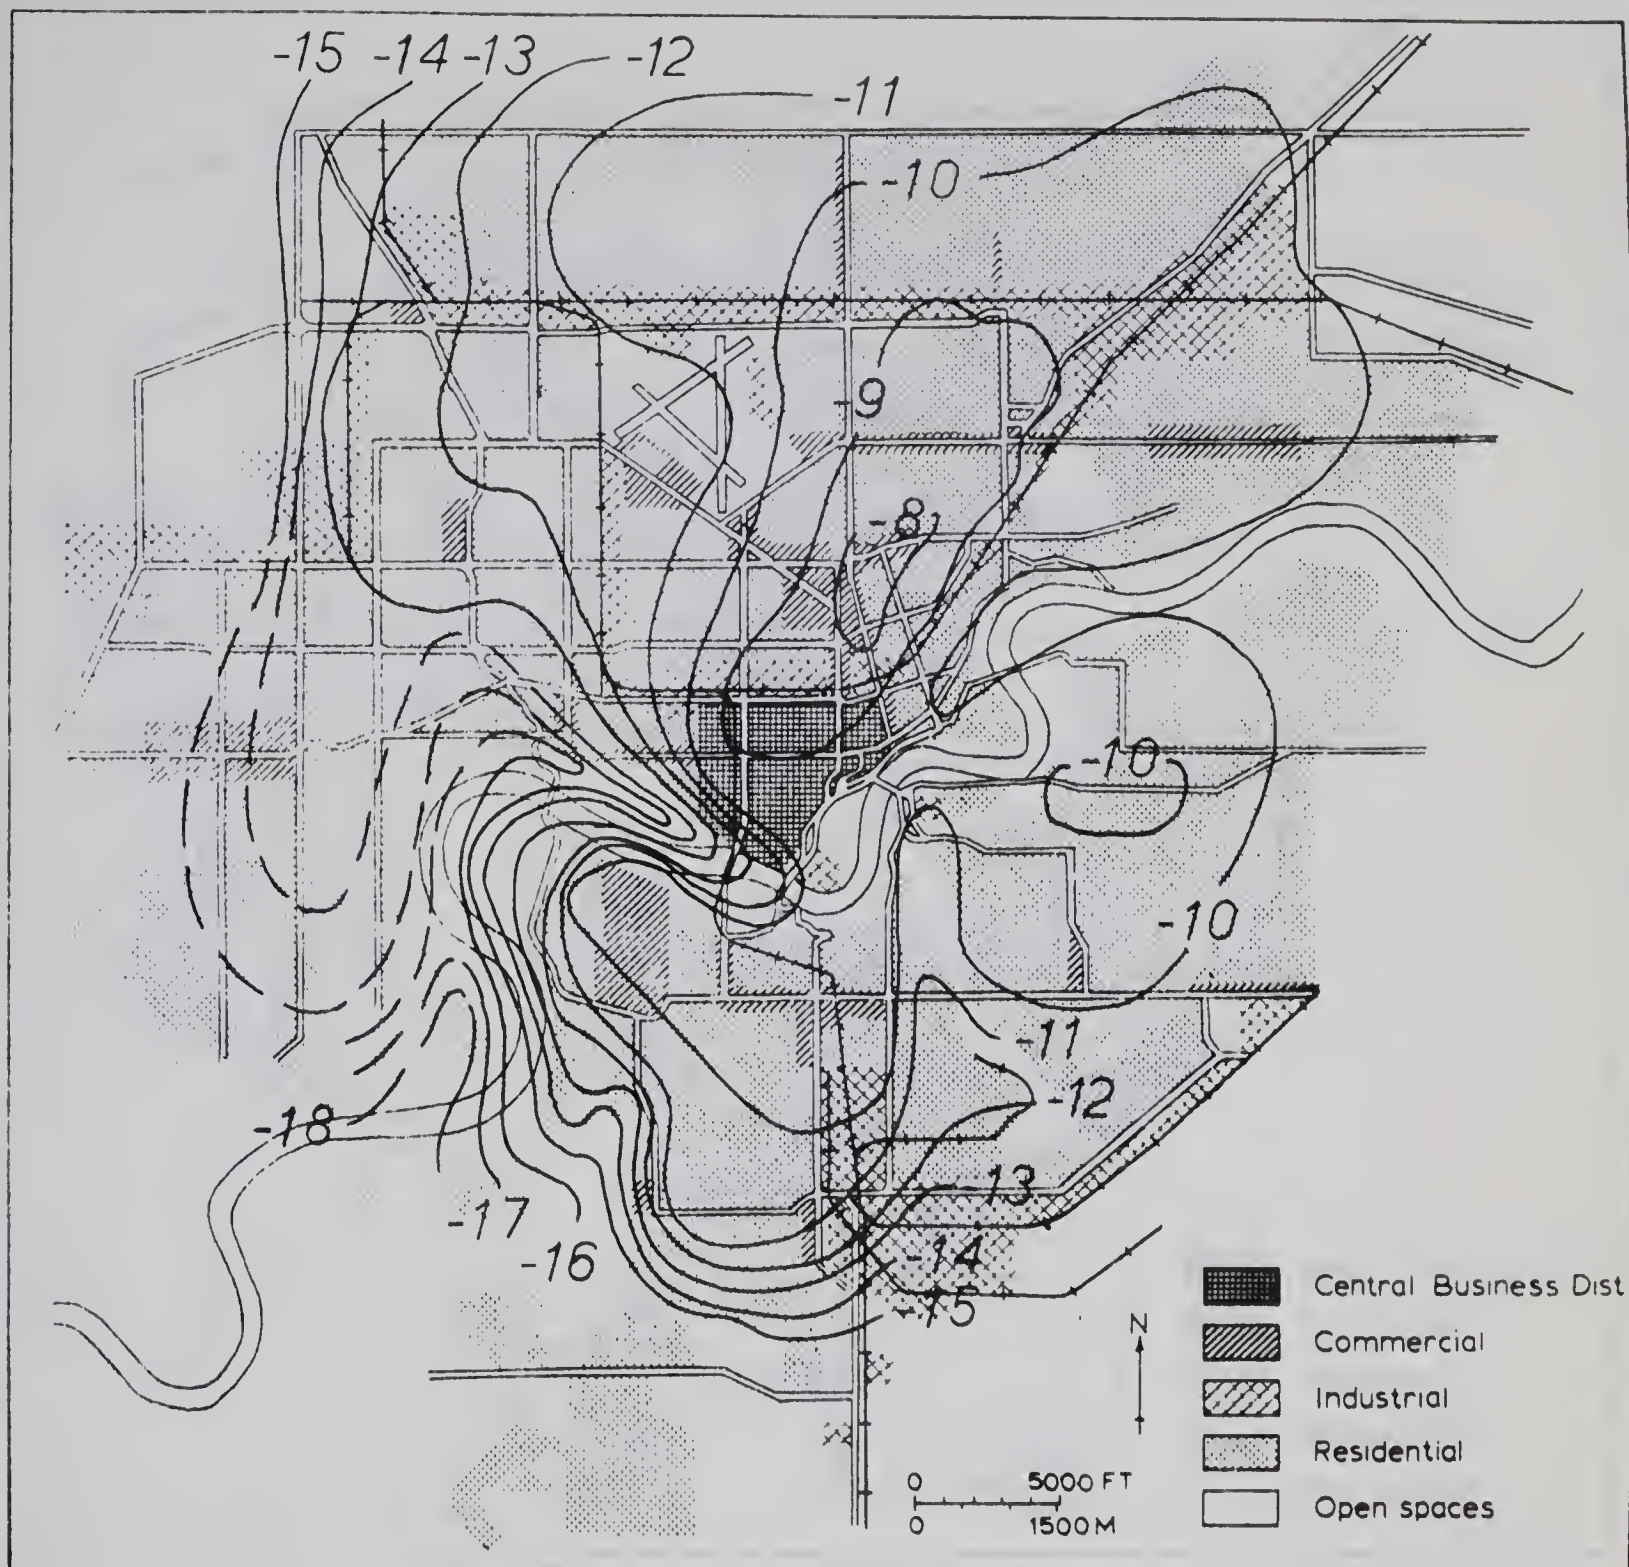 -15 -14 -13 -12
-11
-10
-9
-8
-10
-10
-11
-12
-18
-13
-17
-16
-14
-15
N
Central Business Dist
Commercial
Industrial
Residential
Open spaces
0 5000 FT
0 1500 M